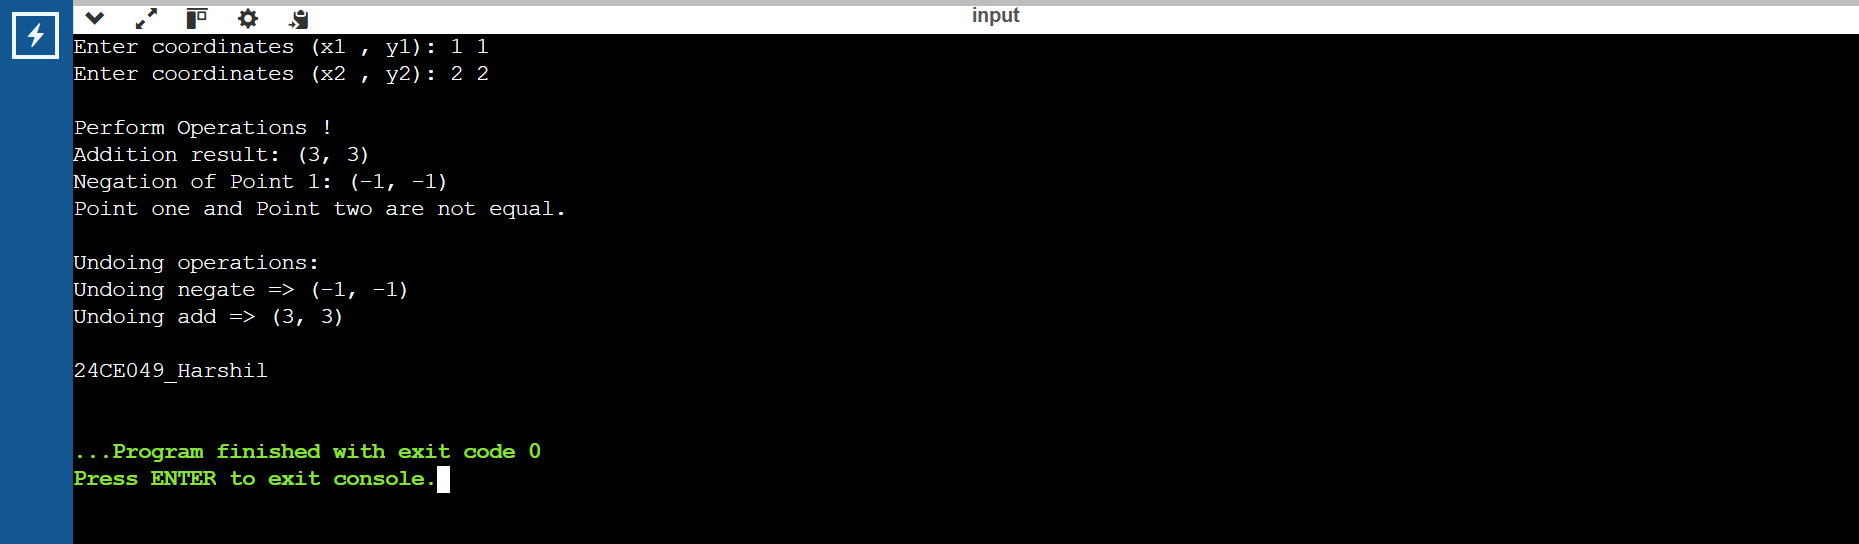 input
Enter coordinates (x1 , y1): 1 1
Enter coordinates (x2 , y2): 2 2
Perform Operations !
Addition result: (3, 3)
Negation of Point 1: (-1, -1)
Point one and Point two are not equal.
Undoing operations:
Undoing negate => (-1, -1)
Undoing add => (3, 3)
24CE049_Harshil
...Program finished with exit code 0
Press ENTER to exit console.